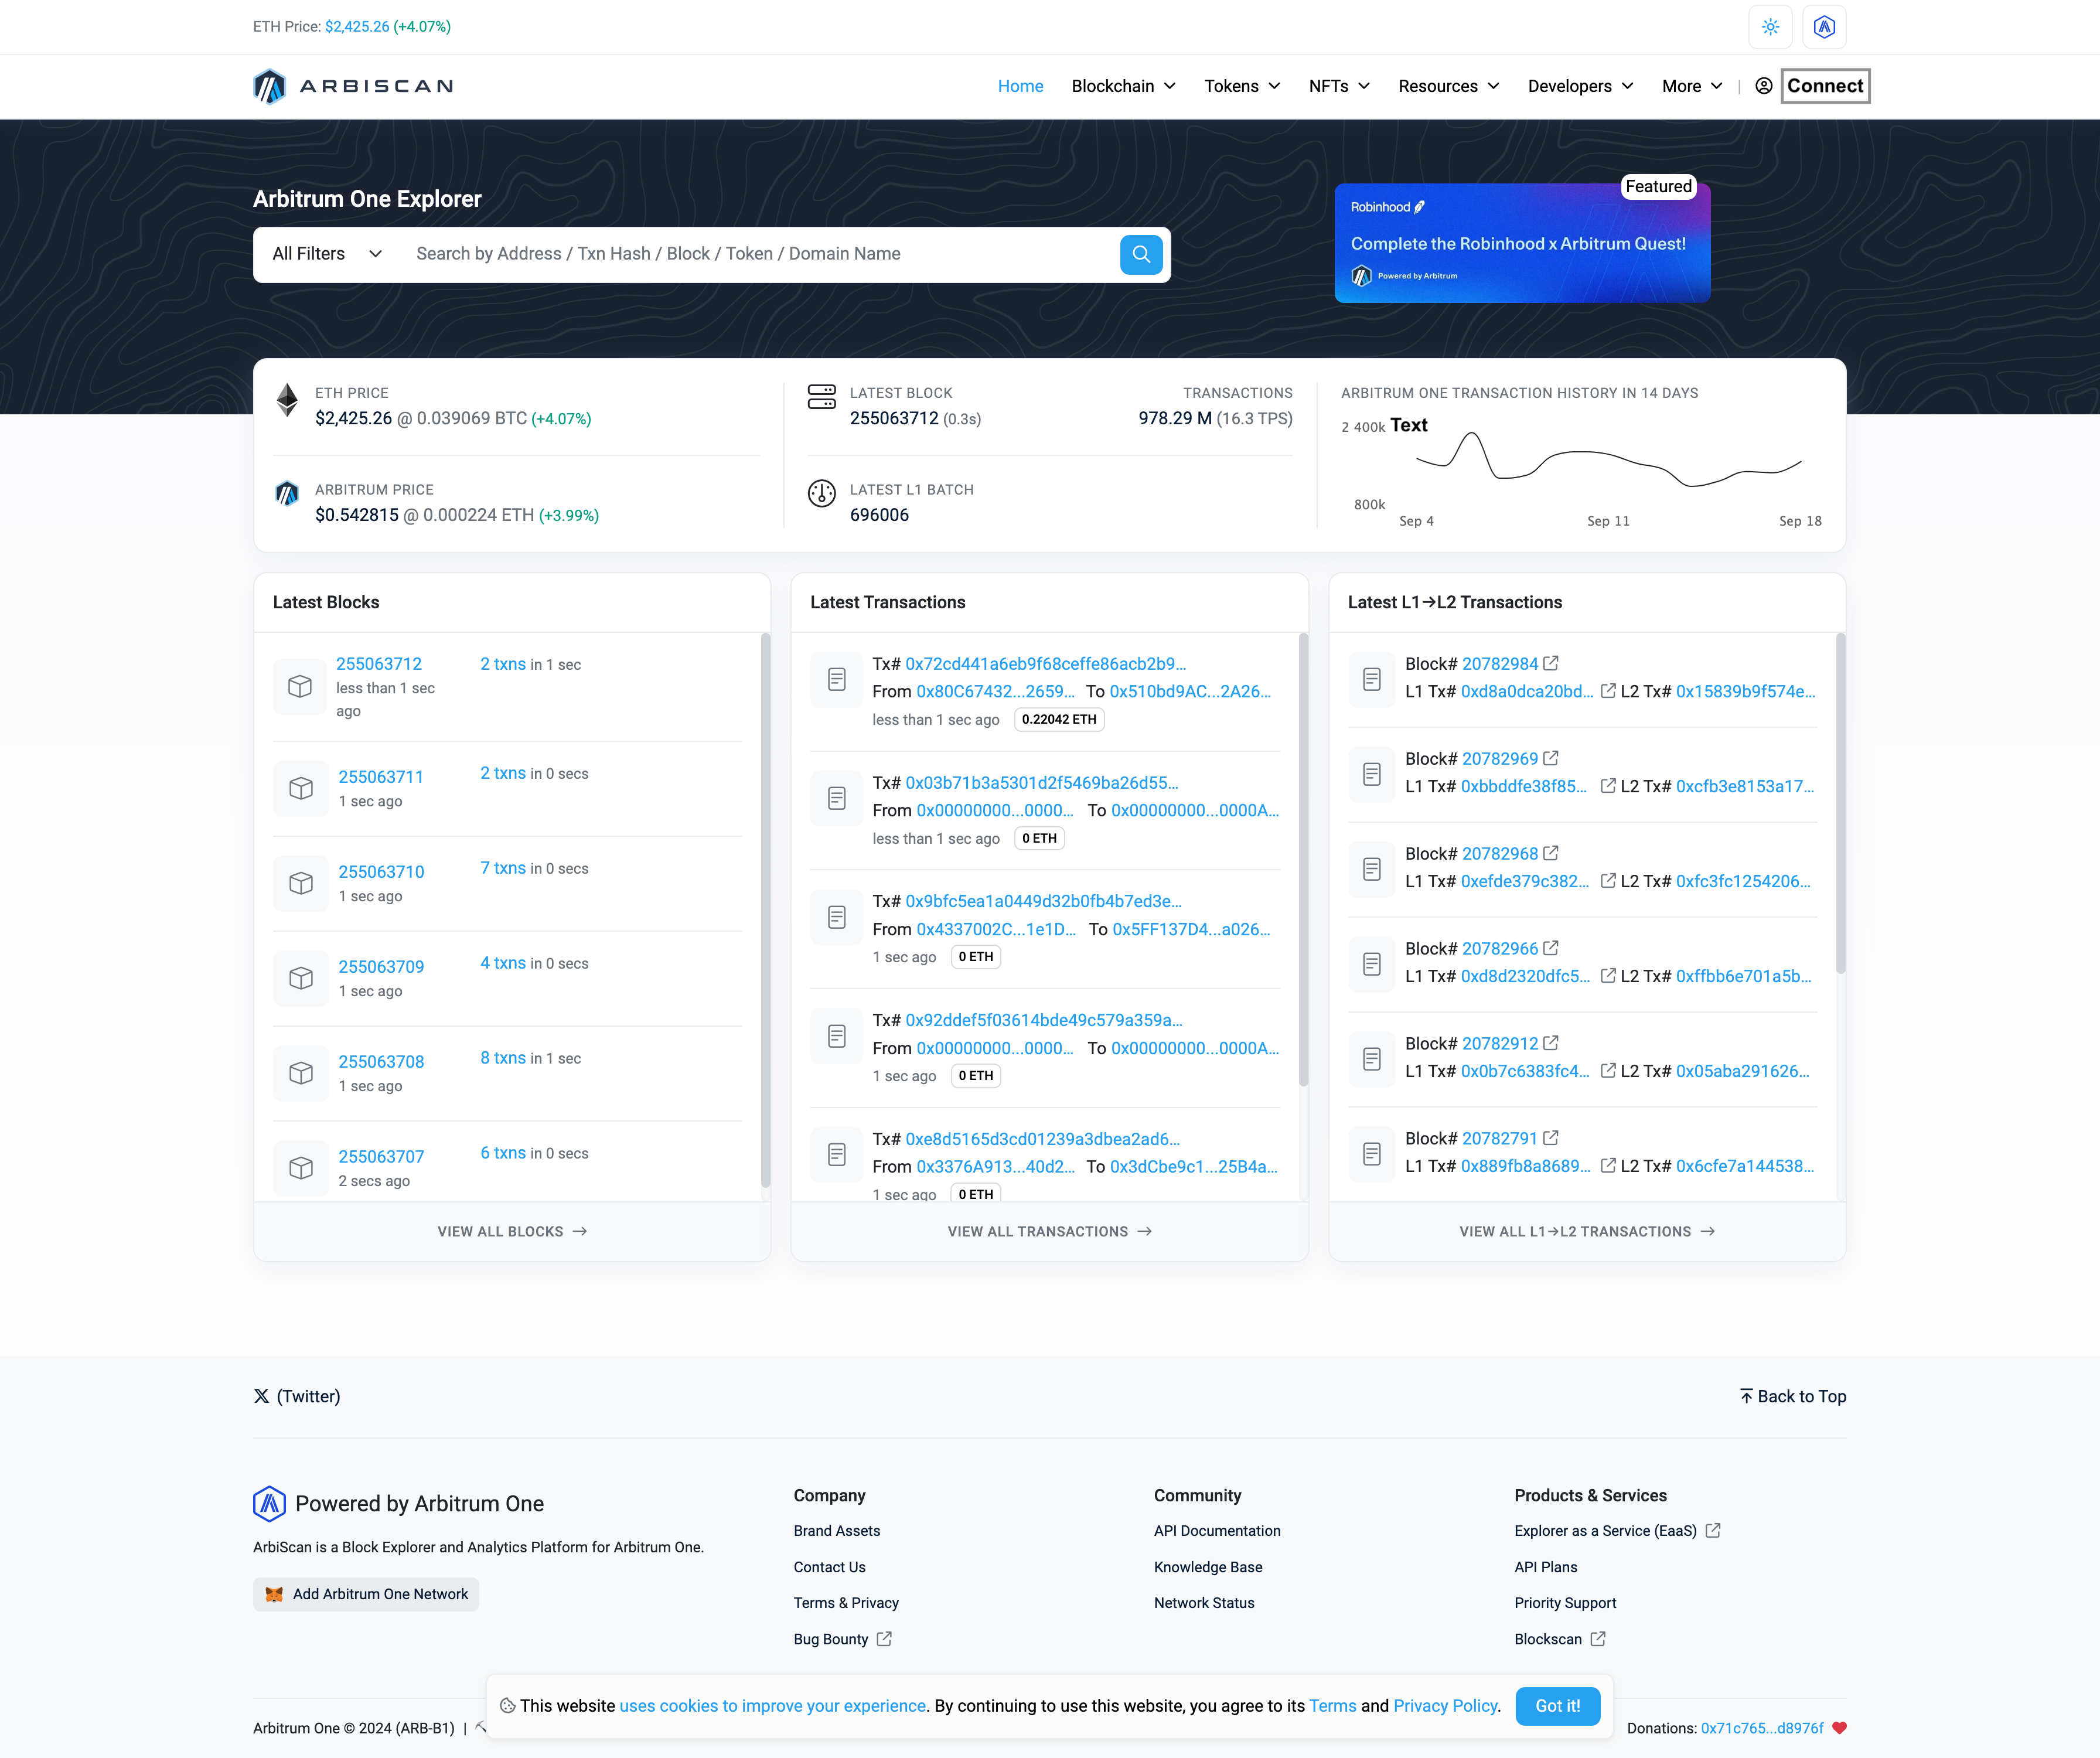 ETH Price: $2,425.26 (+4.07%)
ARBISCAN
Home Blockchain Tokens NFTs Resources Developers More | Connect
Arbitrum One Explorer
All Filters Search by Address / Txn Hash / Block / Token / Domain Name
Featured
Robinhood
Complete the Robinhood x Arbitrum Quest!
Powered by Arbitrum
ETH PRICE
$2,425.26 @ 0.039069 BTC (+4.07%)
ARBITRUM PRICE
$0.542815 @ 0.000224 ETH (+3.99%)
LATEST BLOCK
255063712 (0.3s)
TRANSACTIONS
978.29 M (16.3 TPS)
LATEST L1 BATCH
696006
ARBITRUM ONE TRANSACTION HISTORY IN 14 DAYS
2 400k Text
800k
Sep 4 Sep 11 Sep 18
Latest Blocks
255063712 2 txns in 1 sec
less than 1 sec
ago
255063711 2 txns in 0 secs
1 sec ago
255063710 7 txns in 0 secs
1 sec ago
255063709 4 txns in 0 secs
1 sec ago
255063708 8 txns in 1 sec
1 sec ago
255063707 6 txns in 0 secs
2 secs ago
VIEW ALL BLOCKS →
Latest Transactions
Tx# 0x72cd441a6eb9f68ceffe86acb2b9...
From 0x80C67432...2659... To 0x510bd9AC...2A26...
less than 1 sec ago 0.22042 ETH
Tx# 0x03b71b3a5301d2f5469ba26d55...
From 0x00000000...0000... To 0x00000000...0000A...
less than 1 sec ago 0 ETH
Tx# 0x9bfc5ea1a0449d32b0fb4b7ed3e...
From 0x4337002C...1e1D... To 0x5FF137D4...a026...
1 sec ago 0 ETH
Tx# 0x92ddef5f03614bde49c579a359a...
From 0x00000000...0000... To 0x00000000...0000A...
1 sec ago 0 ETH
Tx# 0xe8d5165d3cd01239a3dbea2ad6...
From 0x3376A913...40d2... To 0x3dCbe9c1...25B4a...
1 sec ago 0 ETH
VIEW ALL TRANSACTIONS →
Latest L1→L2 Transactions
Block# 20782984
L1 Tx# 0xd8a0dca20bd... L2 Tx# 0x15839b9f574e...
Block# 20782969
L1 Tx# 0xbbddfe38f85... L2 Tx# 0xcfb3e8153a17...
Block# 20782968
L1 Tx# 0xefde379c382... L2 Tx# 0xfc3fc1254206...
Block# 20782966
L1 Tx# 0xd8d2320dfc5... L2 Tx# 0xffbb6e701a5b...
Block# 20782912
L1 Tx# 0x0b7c6383fc4... L2 Tx# 0x05aba291626...
Block# 20782791
L1 Tx# 0x889fb8a8689... L2 Tx# 0x6cfe7a144538...
VIEW ALL L1→L2 TRANSACTIONS →
(Twitter)
Back to Top
Powered by Arbitrum One
ArbiScan is a Block Explorer and Analytics Platform for Arbitrum One.
Add Arbitrum One Network
Company
Brand Assets
Contact Us
Terms & Privacy
Bug Bounty
Community
API Documentation
Knowledge Base
Network Status
Products & Services
Explorer as a Service (EaaS)
API Plans
Priority Support
Blockscan
This website uses cookies to improve your experience. By continuing to use this website, you agree to its Terms and Privacy Policy. Got it!
Arbitrum One © 2024 (ARB-B1) |
Donations: 0x71c765...d8976f